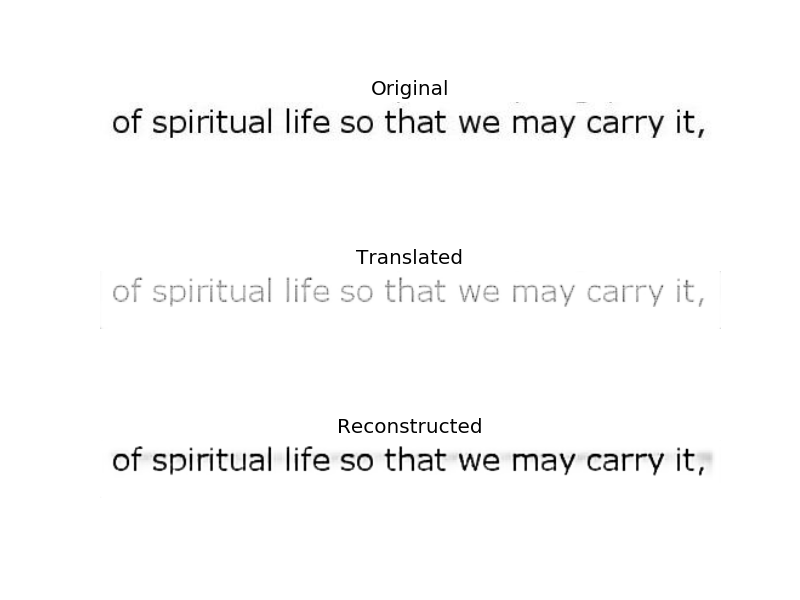 Original
of spiritual life so that we may carry it,
Translated
of spiritual life so that we may carry it,
Reconstructed
of spiritual life so that we may carry it,